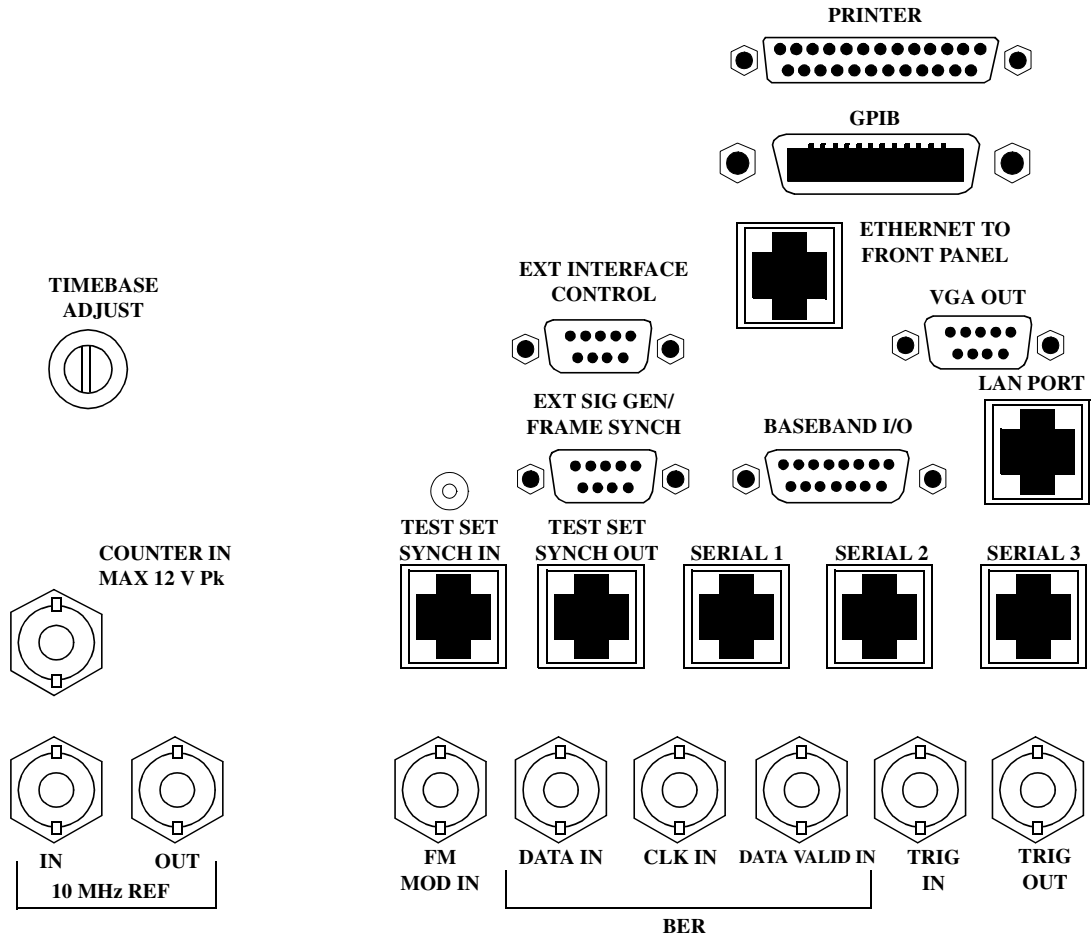 PRINTER
GPIB
ETHERNET TO
FRONT PANEL
EXT INTERFACE
CONTROL
TIMEBASE
ADJUST
VGA OUT
LAN PORT
EXT SIG GEN/
FRAME SYNCH
BASEBAND I/O
TEST SET
SYNCH IN
TEST SET
SYNCH OUT
SERIAL 1
SERIAL 2
SERIAL 3
COUNTER IN
MAX 12 V Pk
IN
OUT
10 MHz REF
FM
MOD IN
DATA IN
CLK IN
DATA VALID IN
TRIG
IN
TRIG
OUT
BER